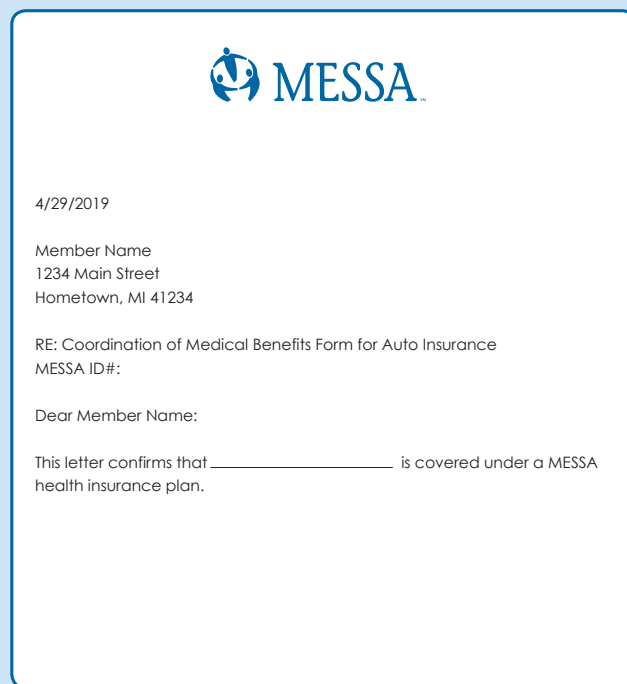 MESSA
4/29/2019
Member Name
1234 Main Street
Hometown, MI 41234
RE: Coordination of Medical Benefits Form for Auto Insurance
MESSA ID#:
Dear Member Name:
This letter confirms that ____________________ is covered under a MESSA
health insurance plan.